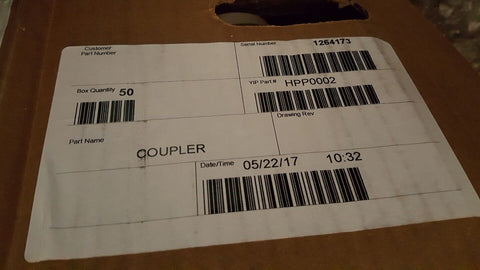 Customer
Part Number
Serial Number 1254173
Box Quantity 50
YIP Part # HPP0002
Drawing Rev
Part Name
COUPLER
Date/Time 05/22/17 10:32